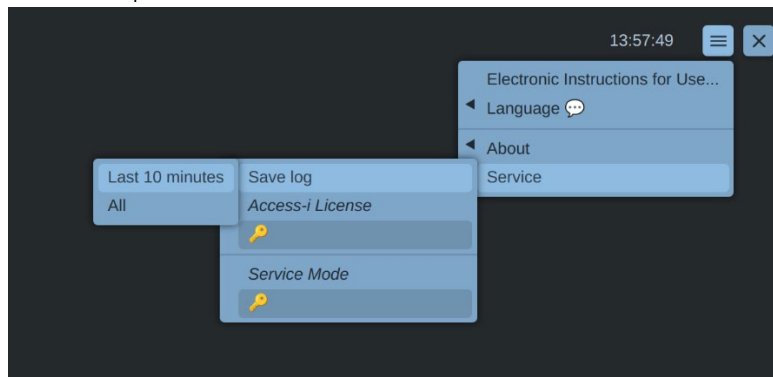 13:57:49
Electronic Instructions for Use...
Language 💬
About
Service
Save log
Access-i License
🔑
Service Mode
🔑
Last 10 minutes
All